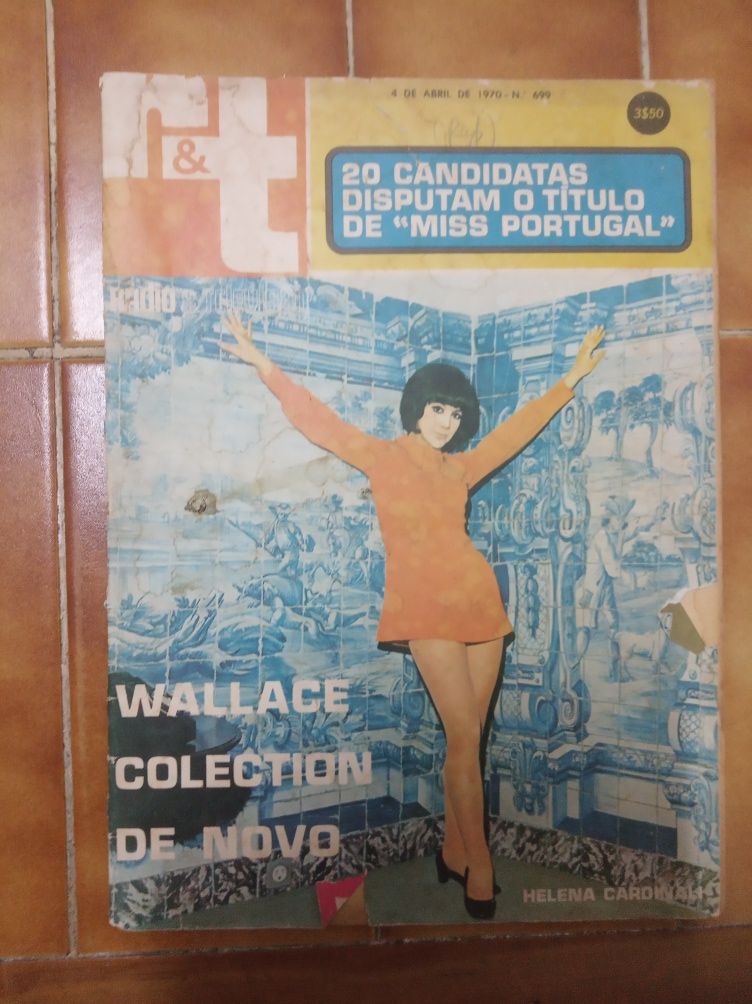 r&t
4 DE ABRIL DE 1970 - N.º 699
3$50
20 CANDIDATAS
DISPUTAM O TÍTULO
DE “MISS PORTUGAL”
rádio
WALLACE
COLECTION
DE NOVO
HELENA CARDINALI